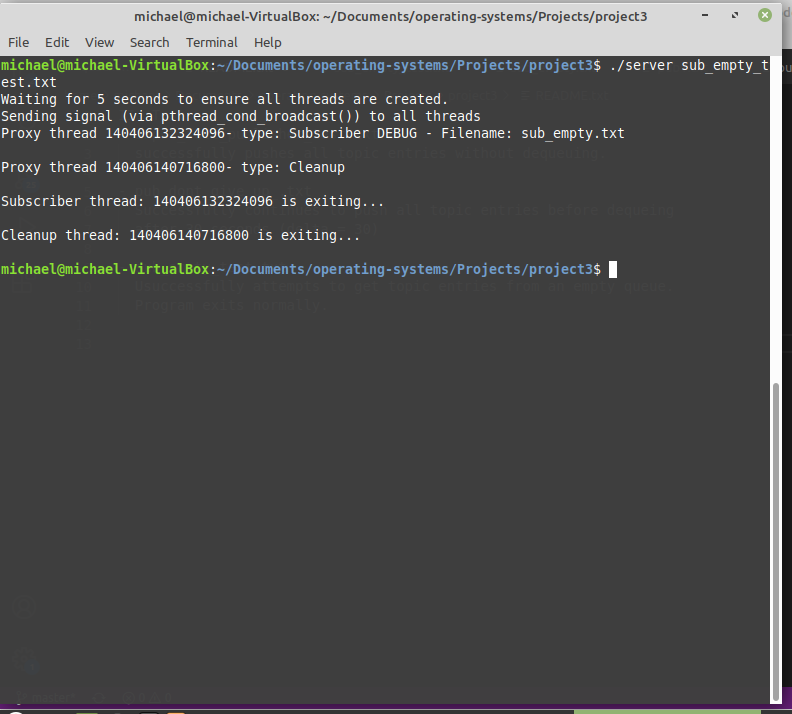 michael@michael-VirtualBox: ~/Documents/operating-systems/Projects/project3
File Edit View Search Terminal Help
michael@michael-VirtualBox:~/Documents/operating-systems/Projects/project3$ ./server sub_empty_t
est.txt
Waiting for 5 seconds to ensure all threads are created.
Sending signal (via pthread_cond_broadcast()) to all threads
Proxy thread 140406132324096- type: Subscriber DEBUG - Filename: sub_empty.txt
Proxy thread 140406140716800- type: Cleanup
Subscriber thread: 140406132324096 is exiting...
Cleanup thread: 140406140716800 is exiting...
michael@michael-VirtualBox:~/Documents/operating-systems/Projects/project3$